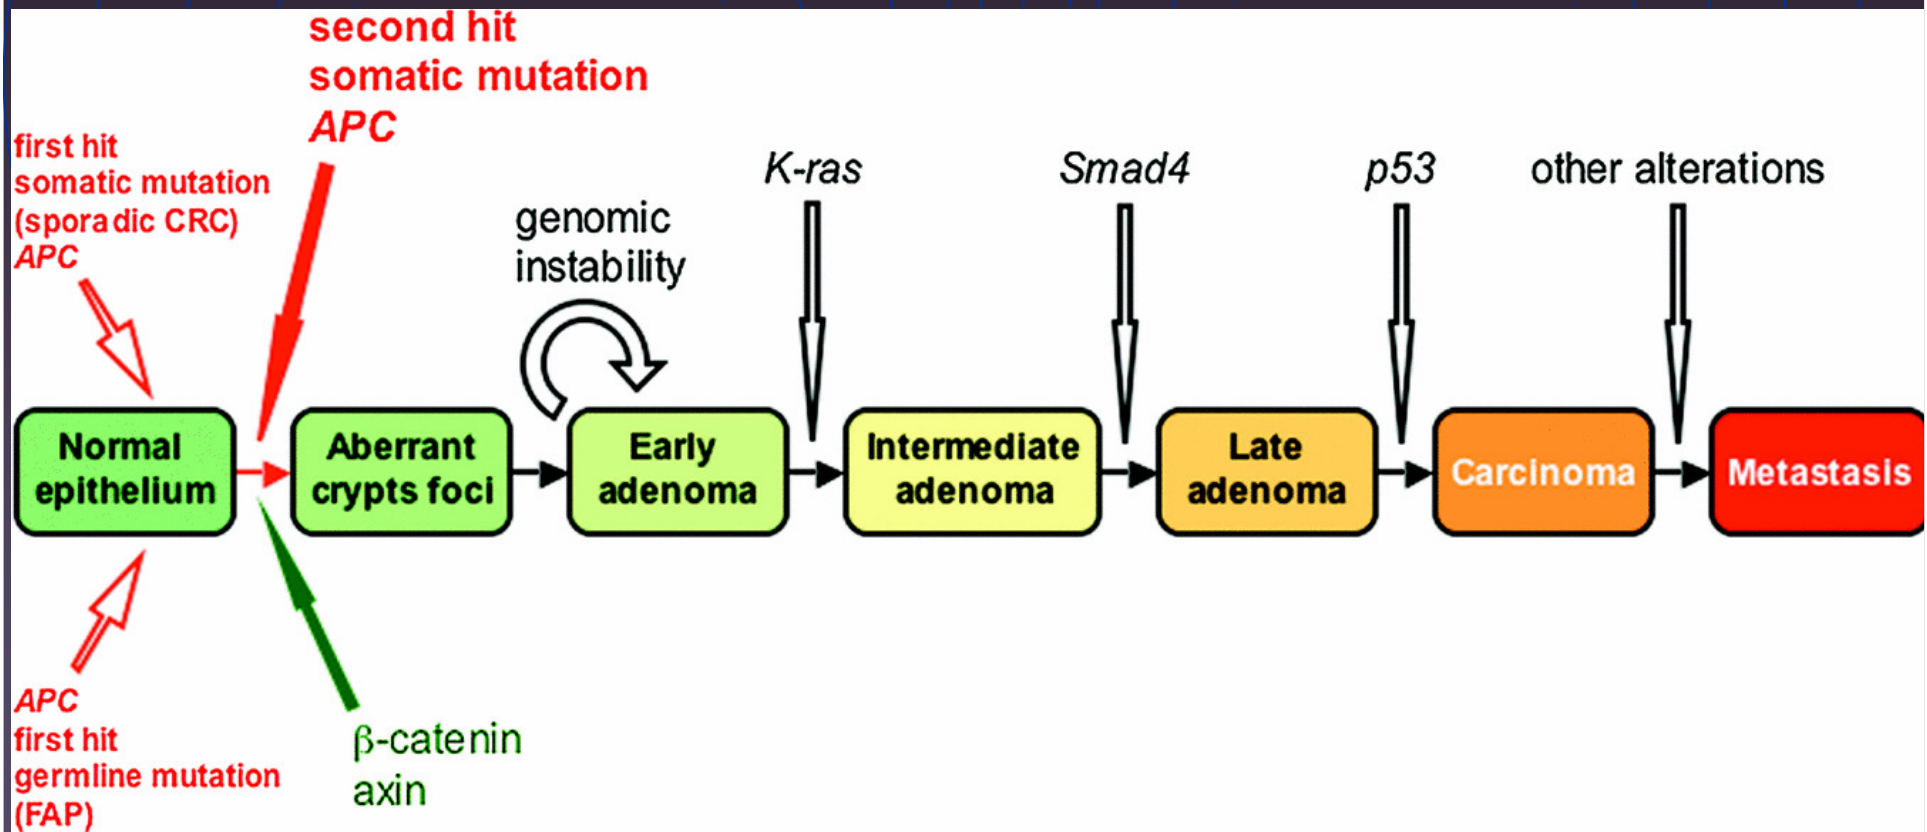 second hit
somatic mutation
APC
first hit
somatic mutation
(sporadic CRC)
APC
genomic
instability
K-ras
Smad4
p53
other alterations
Normal
epithelium
Aberrant
crypts foci
Early
adenoma
Intermediate
adenoma
Late
adenoma
Carcinoma
Metastasis
APC
first hit
germline mutation
(FAP)
β-catenin
axin